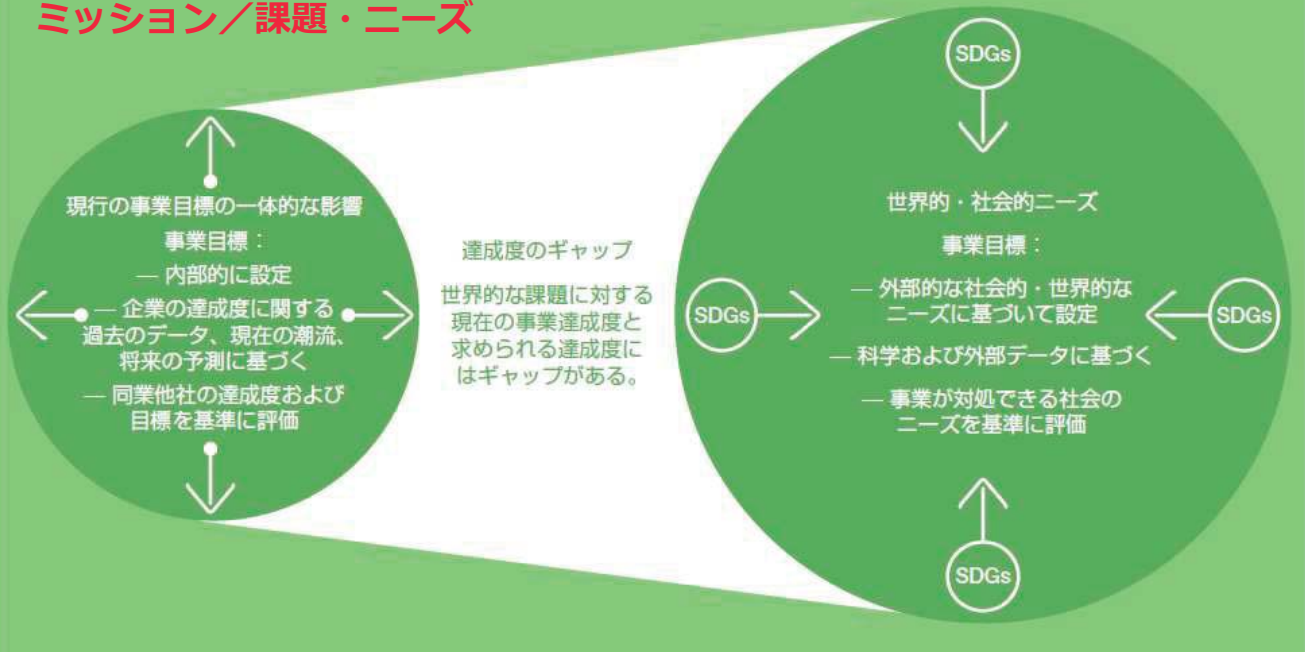 ミッション／課題・ニーズ
現行の事業目標の一体的な影響
事業目標：
― 内部的に設定
― 企業の達成度に関する
過去のデータ、現在の潮流、
将来の予測に基づく
― 同業他社の達成度および
目標を基準に評価
達成度のギャップ
世界的な課題に対する
現在の事業達成度と
求められる達成度に
はギャップがある。
SDGs
世界的・社会的ニーズ
事業目標：
― 外部的な社会的・世界的な
ニーズに基づいて設定
SDGs
SDGs
― 科学および外部データに基づく
― 事業が対処できる社会の
ニーズを基準に評価
SDGs